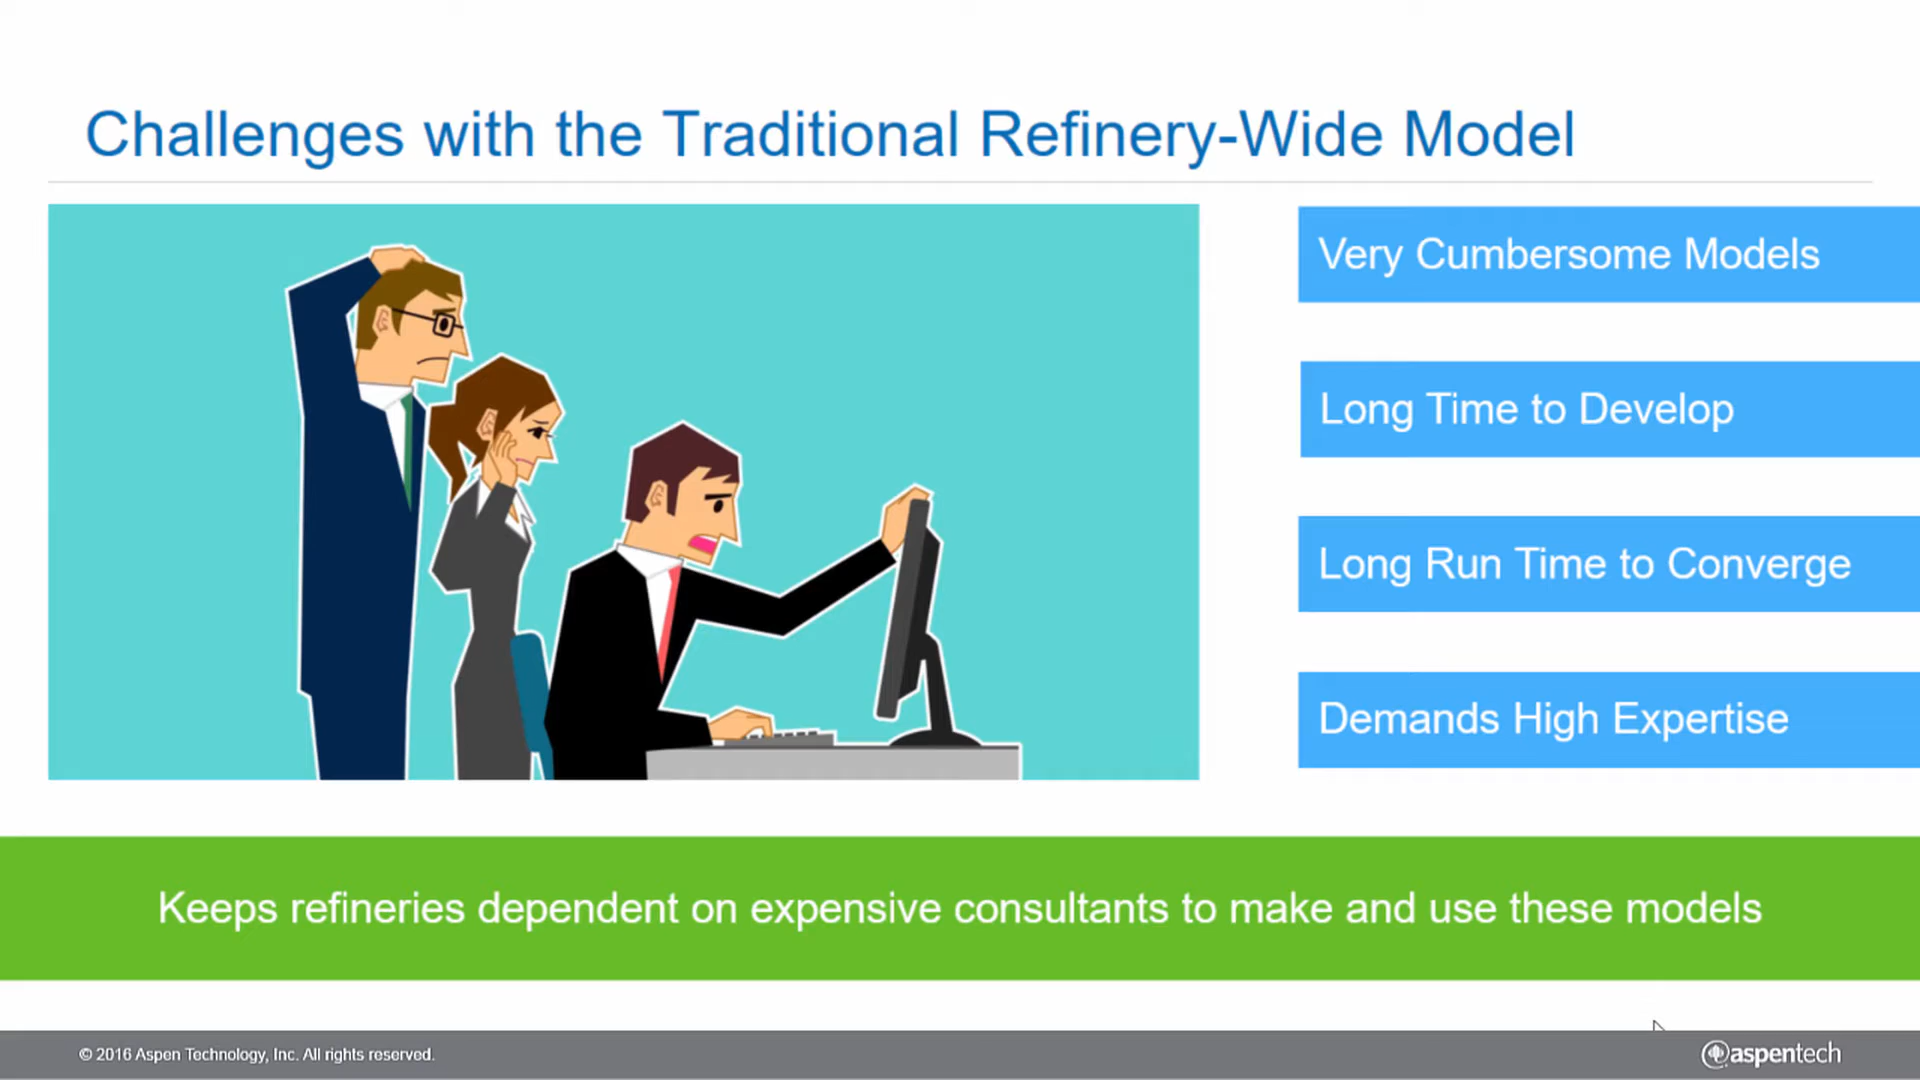 Challenges with the Traditional Refinery-Wide Model
Very Cumbersome Models
Long Time to Develop
Long Run Time to Converge
Demands High Expertise
Keeps refineries dependent on expensive consultants to make and use these models
© 2016 Aspen Technology, Inc. All rights reserved.
aspentech